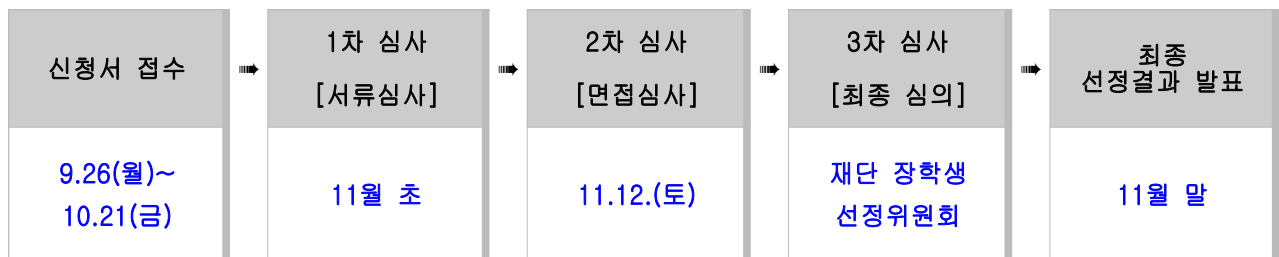 신청서 접수
➠
1차 심사
[서류심사]
➠
2차 심사
[면접심사]
➠
3차 심사
[최종 심의]
➠
최종
선정결과 발표
9.26(월)~
10.21(금)
11월 초
11.12.(토)
재단 장학생
선정위원회
11월 말